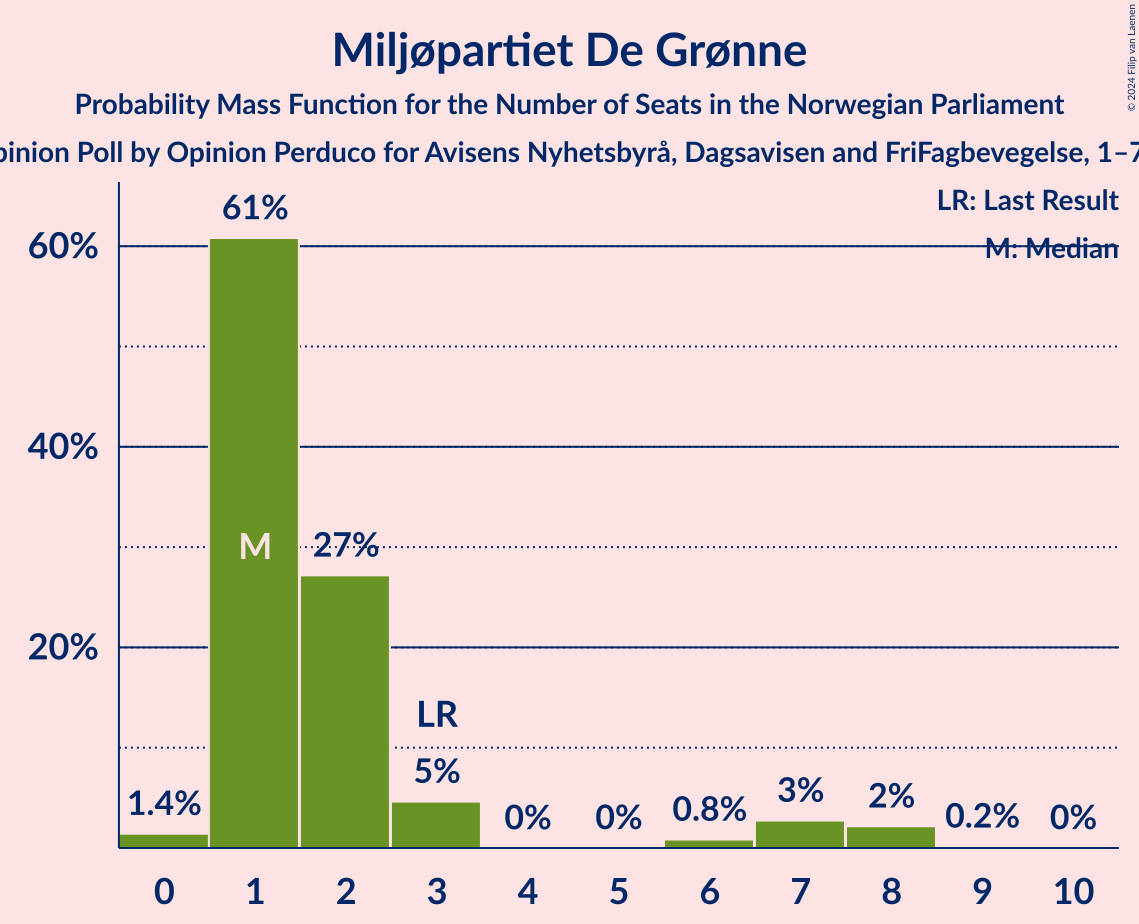 Miljøpartiet De Grønne
Probability Mass Function for the Number of Seats in the Norwegian Parliament
Poll by Opinion Perduco for Avisens Nyhetsbyrå, Dagsavisen and FriFagbevegelse,
© 2024 Filip van Laenen
LR: Last Result
M: Median
60%
40%
20%
61%
M
27%
LR
5%
1.4%
0%
0%
0.8%
3%
2%
0.2%
0%
0 1 2 3 4 5 6 7 8 9 10